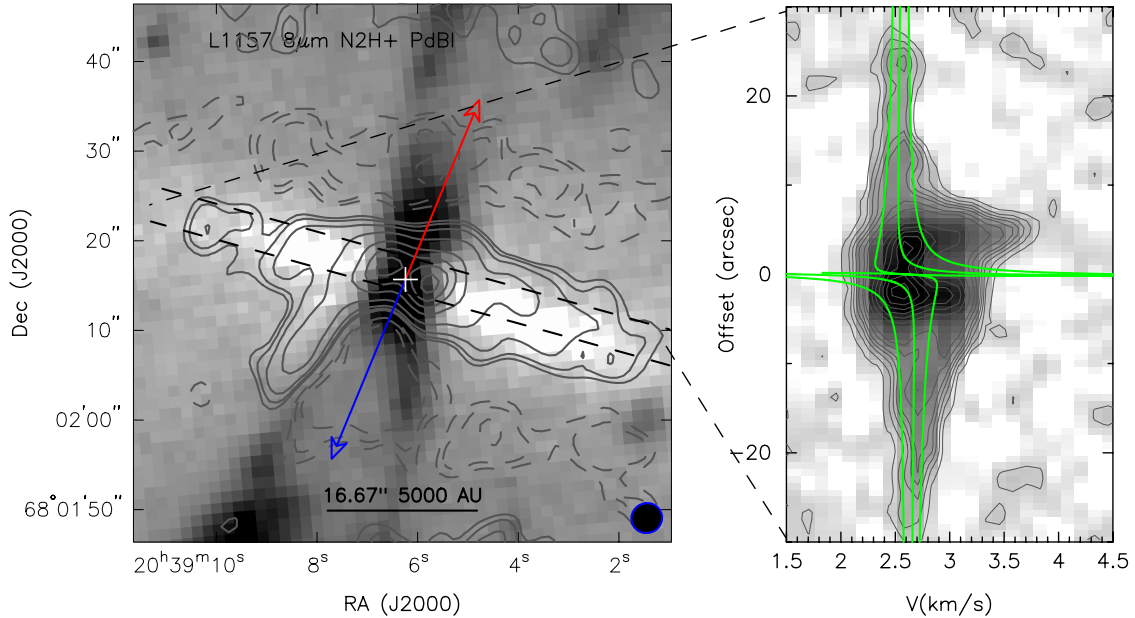 L1157 8μm N2H+ PdBI
40"
30"
20"
10"
02'00"
68°01'50"
Dec (J2000)
16.67" 5000 AU
20ʰ39ᵐ10ˢ 8ˢ 6ˢ 4ˢ 2ˢ
RA (J2000)
20
0
-20
Offset (arcsec)
1.5 2 2.5 3 3.5 4 4.5
V(km/s)